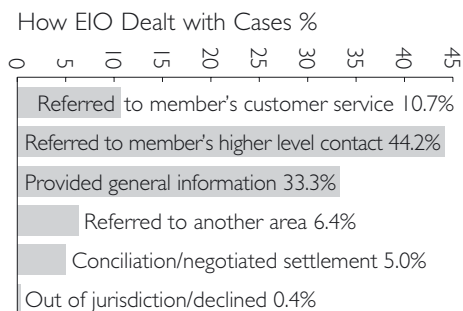 How EIO Dealt with Cases %
0 5 10 15 20 25 30 35 40 45
Referred to member's customer service 10.7%
Referred to member's higher level contact 44.2%
Provided general information 33.3%
Referred to another area 6.4%
Conciliation/negotiated settlement 5.0%
Out of jurisdiction/declined 0.4%